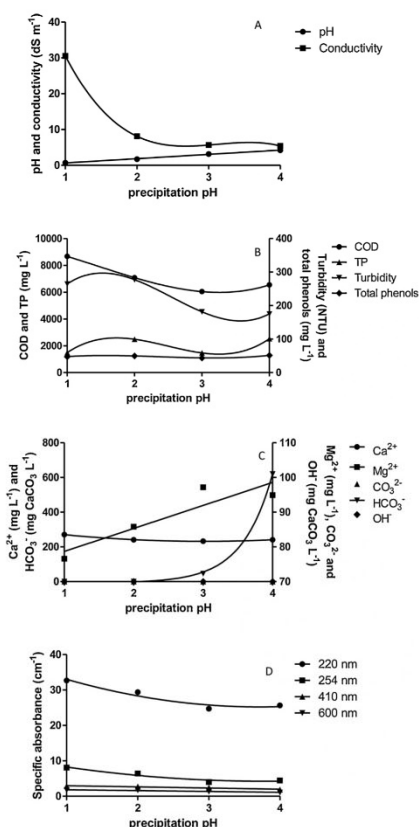 A
pH
Conductivity
pH and conductivity (dS m⁻¹)
40
30
20
10
0
1 2 3 4
precipitation pH
B
COD
TP
Turbidity
Total phenols
COD and TP (mg L⁻¹)
10000
8000
6000
4000
2000
0
Turbidity (NTU) and
total phenols (mg L⁻¹)
400
300
200
100
0
1 2 3 4
precipitation pH
C
Ca²⁺
Mg²⁺
CO₃²⁻
HCO₃⁻
OH⁻
Ca²⁺ (mg L⁻¹) and
HCO₃⁻ (mg CaCO₃ L⁻¹)
800
600
400
200
0
Mg²⁺ (mg L⁻¹), CO₃²⁻ and
OH⁻ (mg CaCO₃ L⁻¹)
110
100
90
80
70
1 2 3 4
precipitation pH
D
220 nm
254 nm
410 nm
600 nm
Specific absorbance (cm⁻¹)
40
30
20
10
0
1 2 3 4
precipitation pH